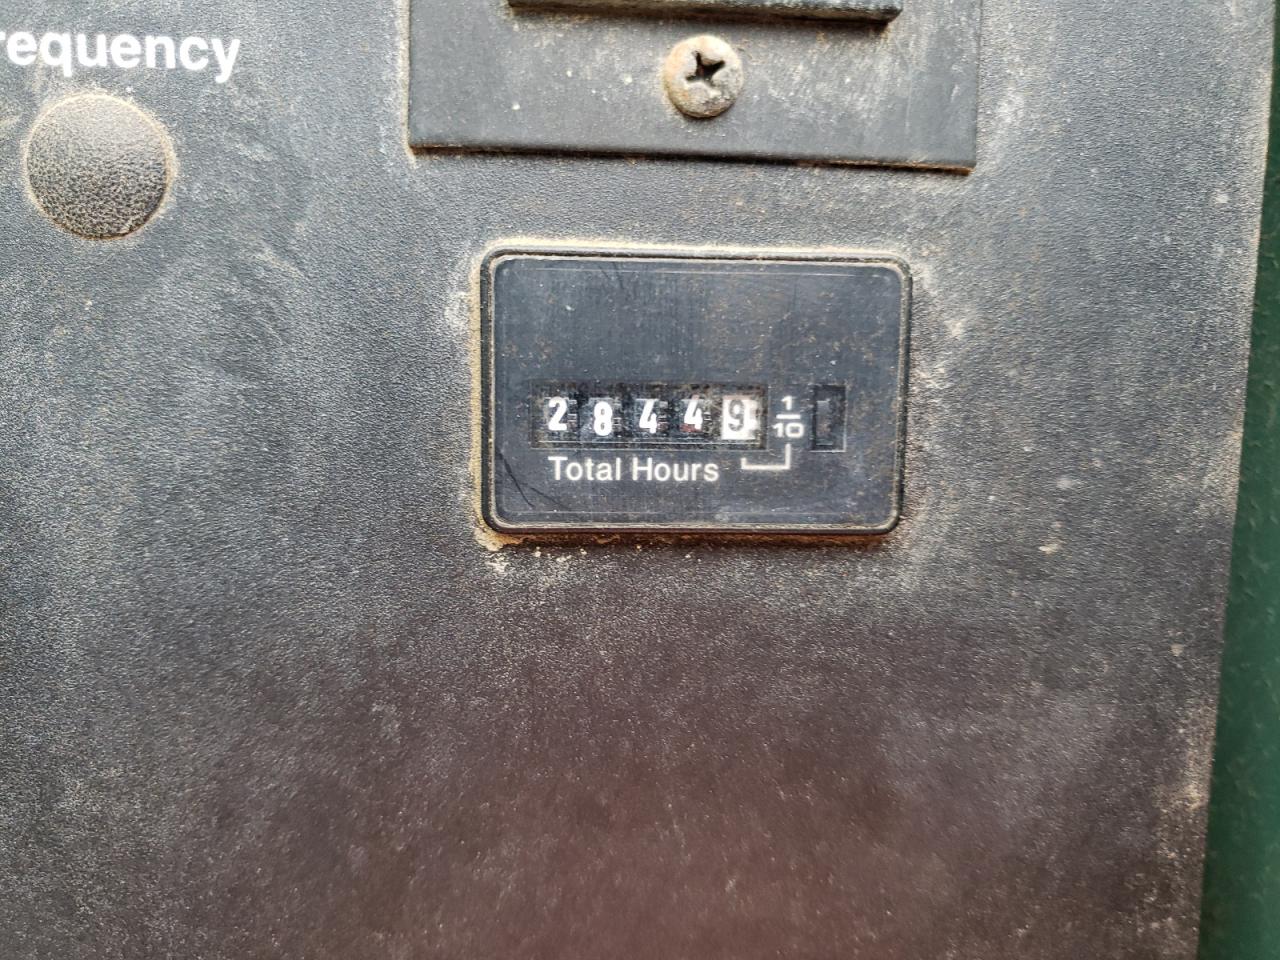 requency
28449 1/10
Total Hours